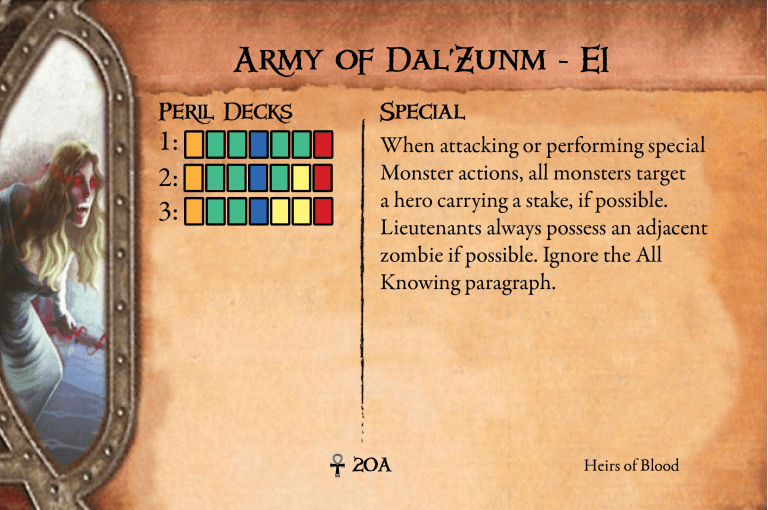 Army of Dal'Zunm - E1
Peril Decks
1:
2:
3:
Special
When attacking or performing special
Monster actions, all monsters target
a hero carrying a stake, if possible.
Lieutenants always possess an adjacent
zombie if possible. Ignore the All
Knowing paragraph.
☥ 20A
Heirs of Blood